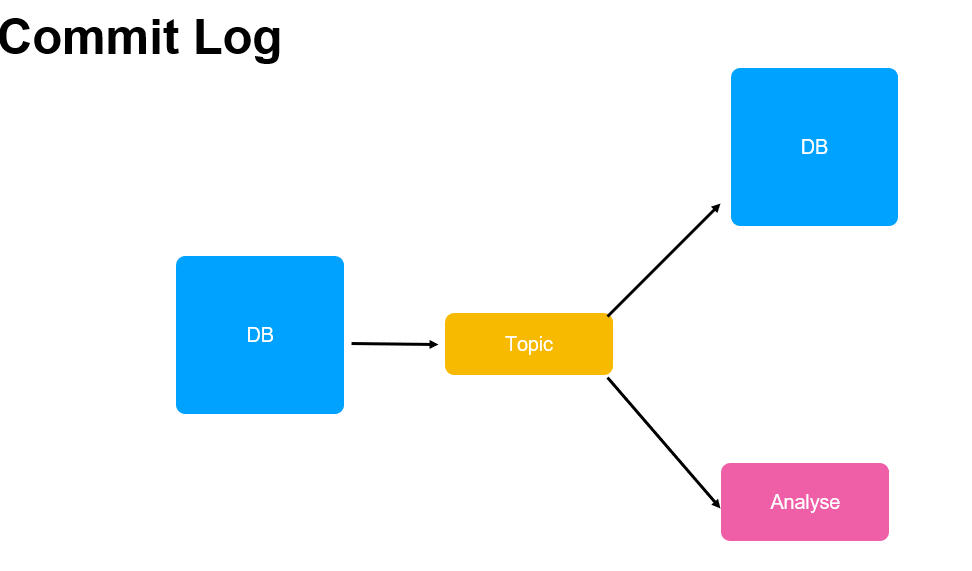 Commit Log
DB
DB
Topic
Analyse